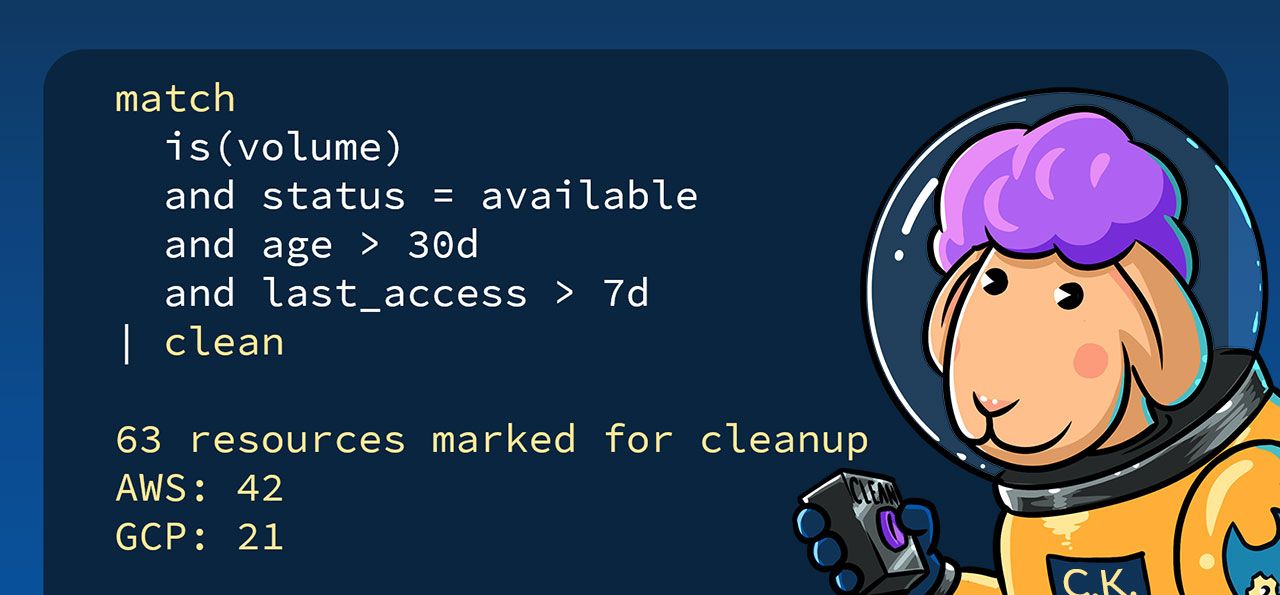 match
is(volume)
and status = available
and age > 30d
and last_access > 7d
| clean
63 resources marked for cleanup
AWS: 42
GCP: 21
CLEAN
C.K.